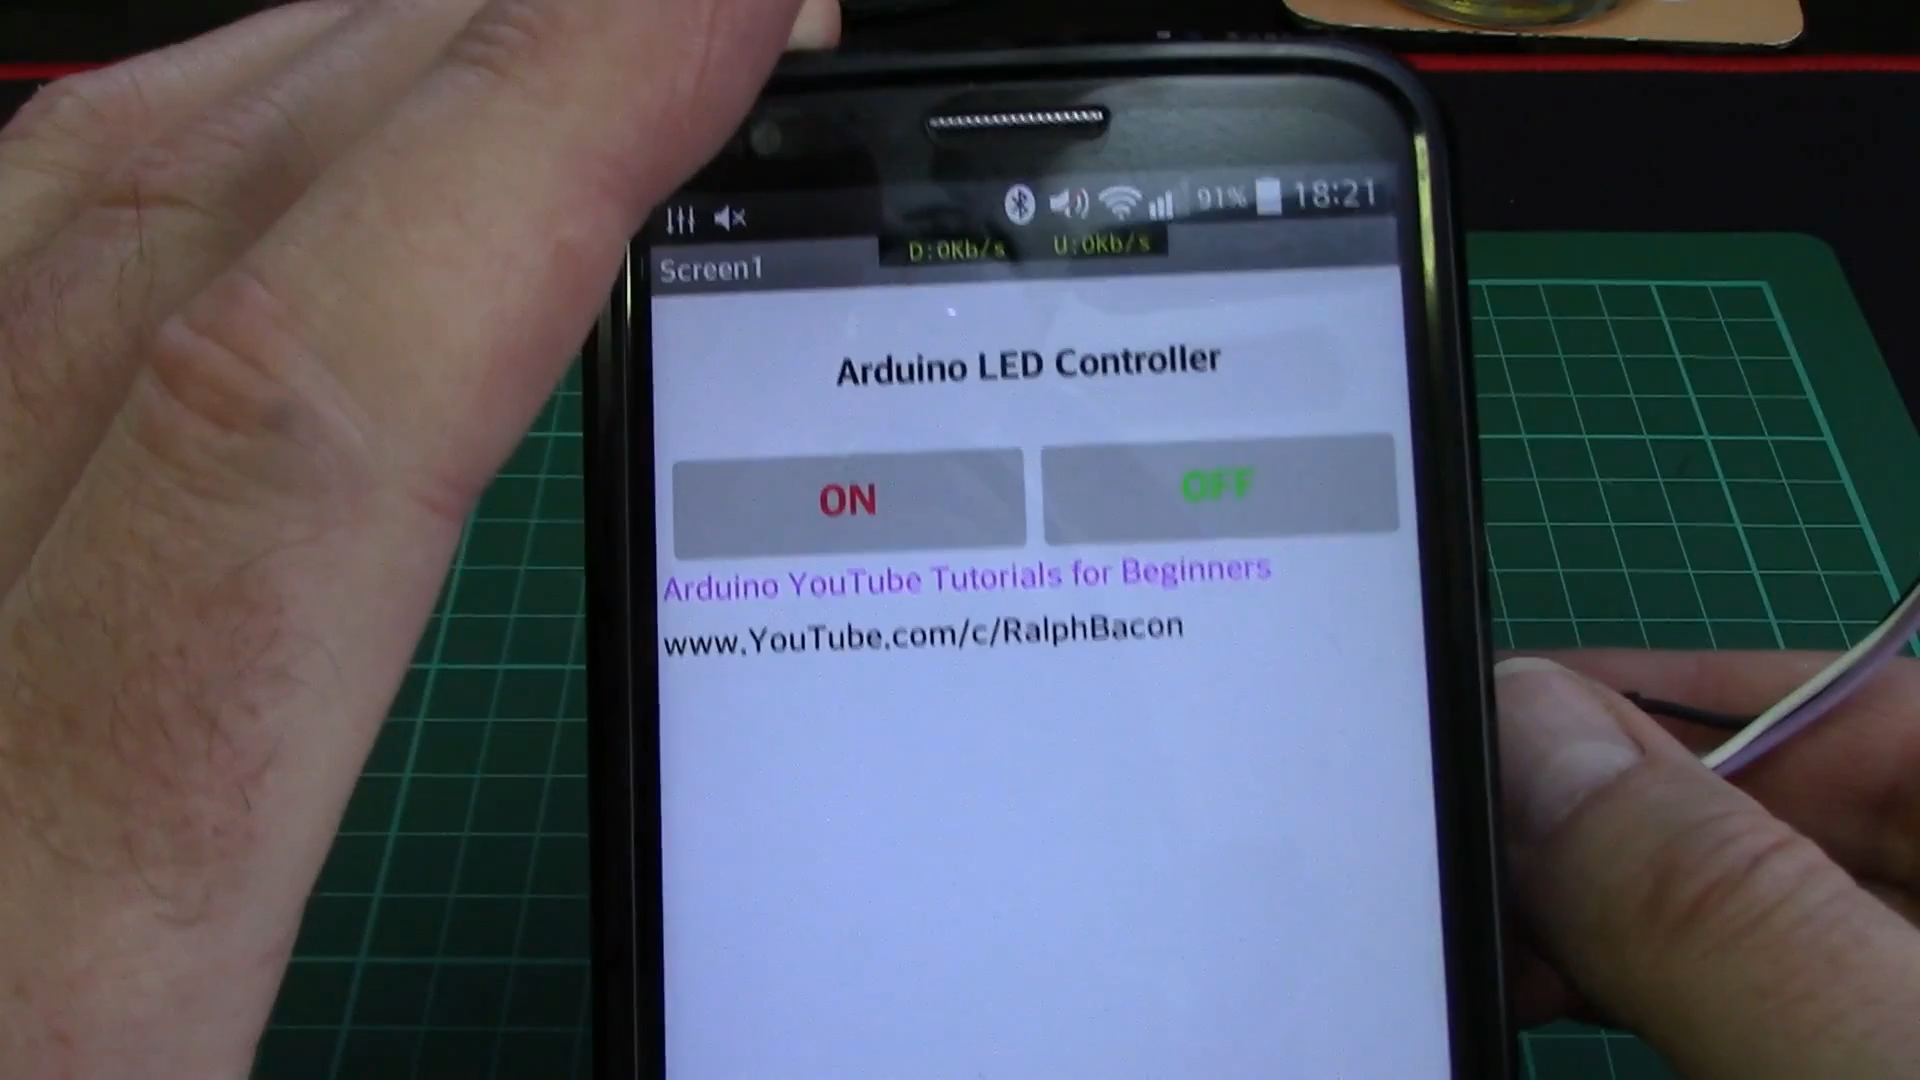 91% 18:21
D:0Kb/s U:0Kb/s
Screen1
Arduino LED Controller
ON OFF
Arduino YouTube Tutorials for Beginners
www.YouTube.com/c/RalphBacon